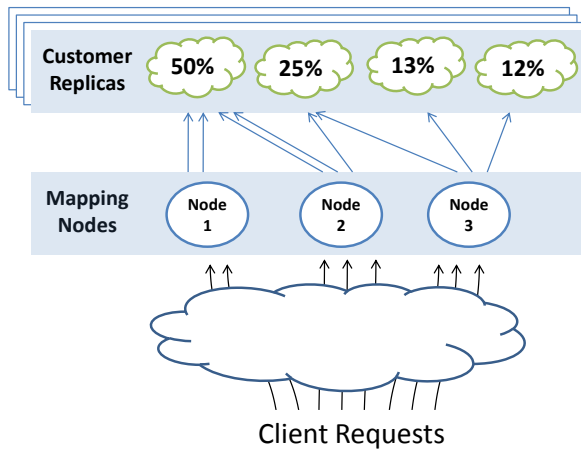 Customer
Replicas
50%
25%
13%
12%
Mapping
Nodes
Node
1
Node
2
Node
3
Client Requests